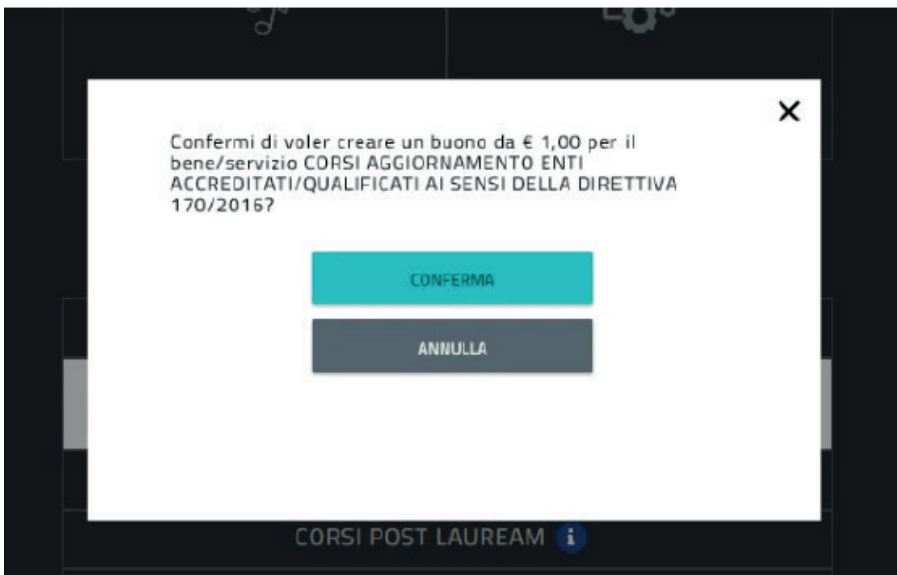 Confermi di voler creare un buono da € 1,00 per il
bene/servizio CORSI AGGIORNAMENTO ENTI
ACCREDITATI/QUALIFICATI AI SENSI DELLA DIRETTIVA
170/2016?
CONFERMA
ANNULLA
CORSI POST LAUREAM i